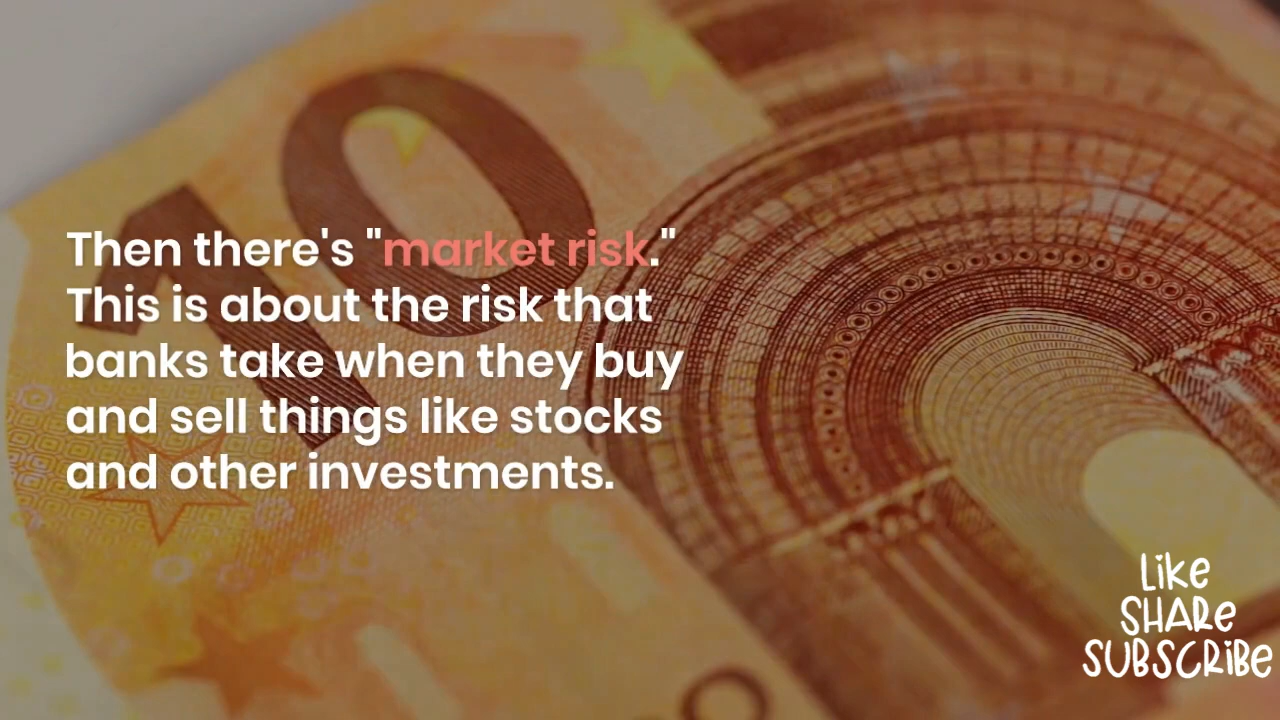 10
Then there's "market risk."
This is about the risk that
banks take when they buy
and sell things like stocks
and other investments.
Like
SHARe
SUBSCRiBe